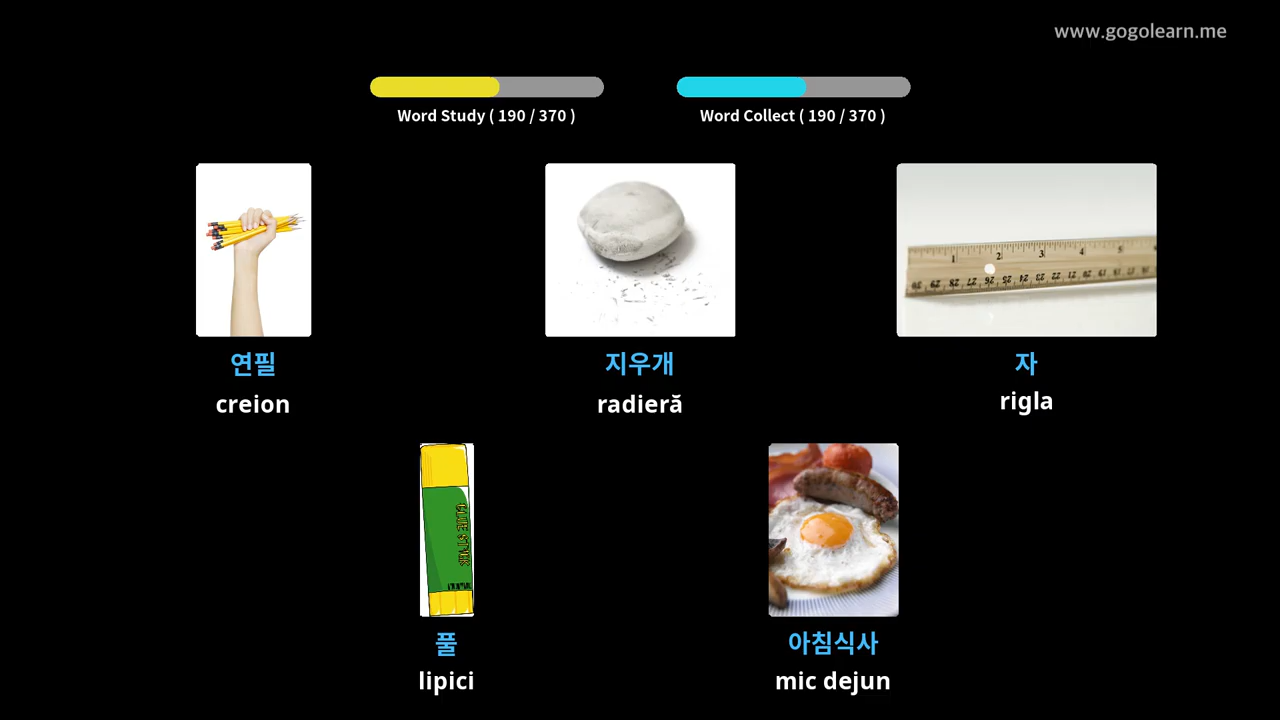 www.gogolearn.me
Word Study ( 190 / 370 )
Word Collect ( 190 / 370 )
연필
creion
지우개
radieră
자
rigla
풀
lipici
아침식사
mic dejun